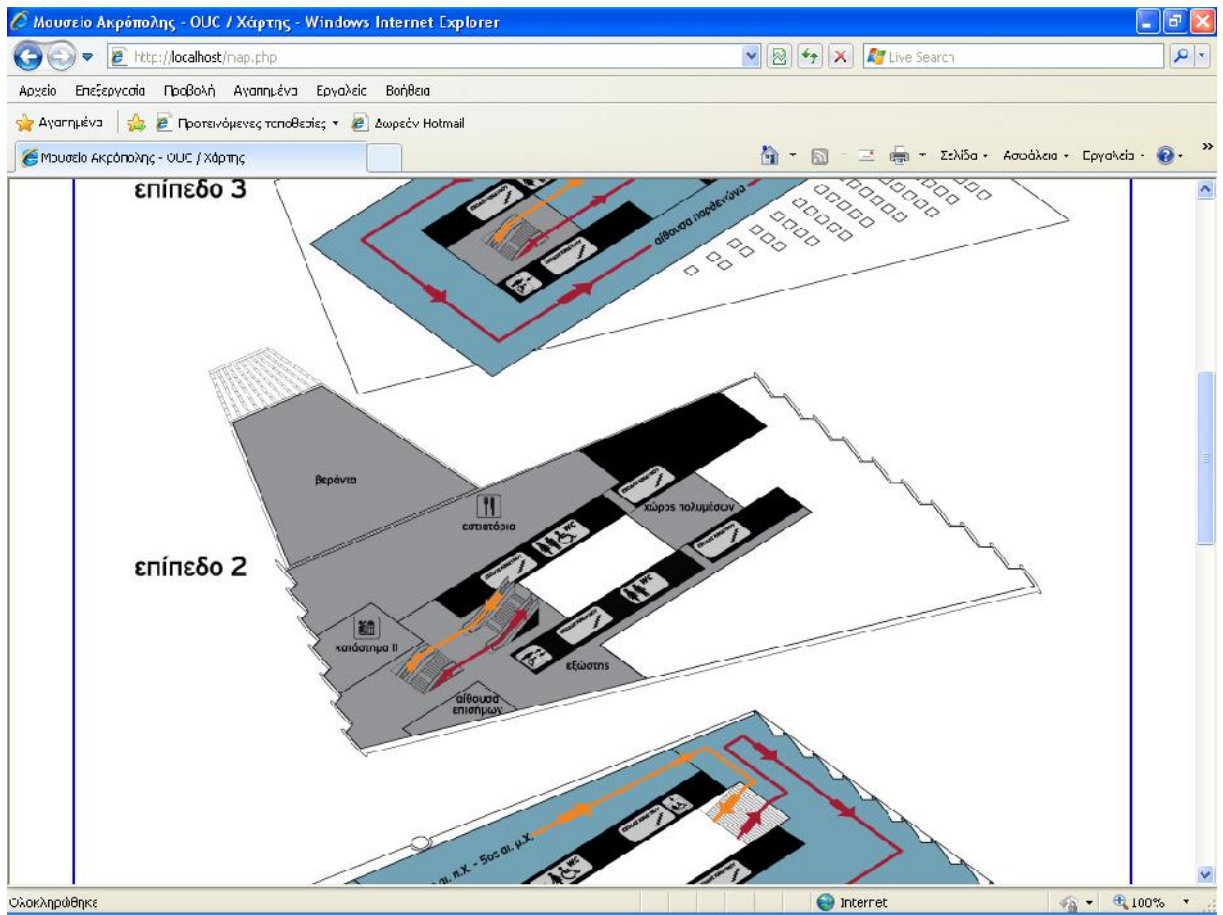 Μουσείο Ακρόπολης - OUC / Χάρτης - Windows Internet Explorer
http://localhost/map.php
Live Search
Αρχείο Επεξεργασία Προβολή Αγαπημένα Εργαλεία Βοήθεια
Αγαπημένα Προτεινόμενες τοποθεσίες Δωρεάν Hotmail
Μουσείο Ακρόπολης - OUC / Χάρτης
Σελίδα Ασφάλεια Εργαλεία
επίπεδο 3
αίθουσα παρθενώνα
βεράντα
εστιατόριο
WC
χώρος πολυμέσων
επίπεδο 2
WC
κατάστημα II
εξώστης
αίθουσα
επισήμων
αι. π.Χ. - 5ος αι. μ.Χ.
WC
Ολοκληρώθηκε
Internet
100%